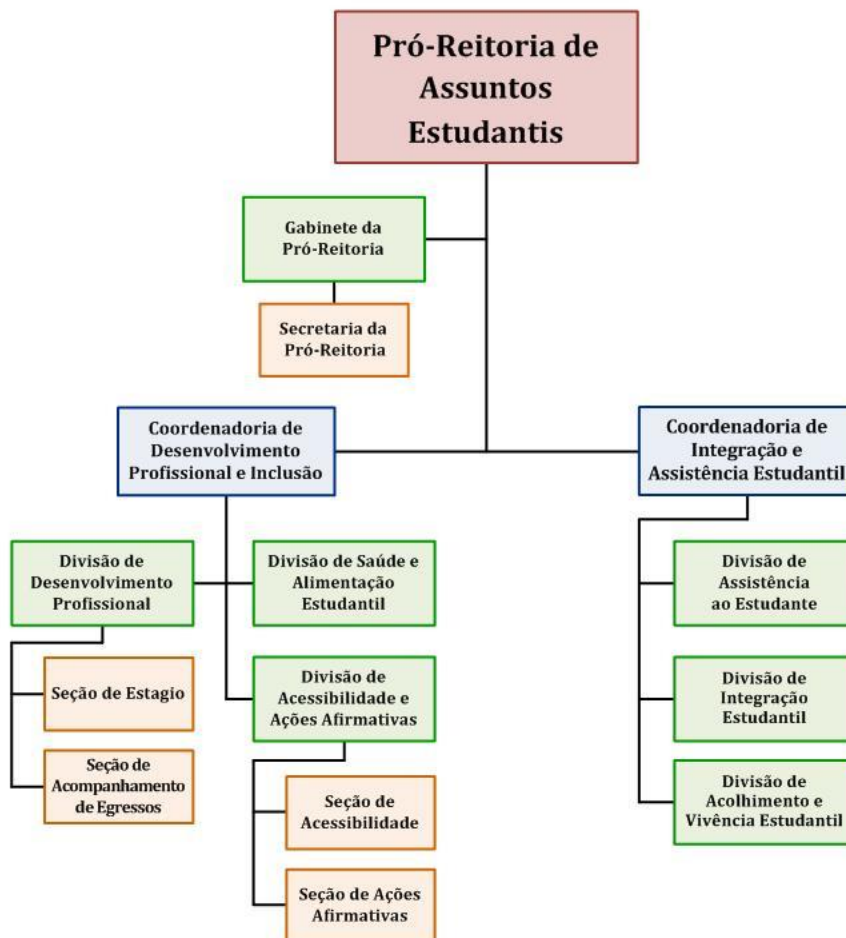 Pró-Reitoria de
Assuntos
Estudantis
Gabinete da
Pró-Reitoria
Secretaria da
Pró-Reitoria
Coordenadoria de
Desenvolvimento
Profissional e Inclusão
Coordenadoria de
Integração e
Assistência Estudantil
Divisão de
Desenvolvimento
Profissional
Divisão de Saúde e
Alimentação
Estudantil
Divisão de
Assistência
ao Estudante
Seção de Estagio
Divisão de
Acessibilidade e
Ações Afirmativas
Divisão de
Integração
Estudantil
Seção de
Acompanhamento
de Egressos
Seção de
Acessibilidade
Divisão de
Acolhimento e
Vivência Estudantil
Seção de Ações
Afirmativas